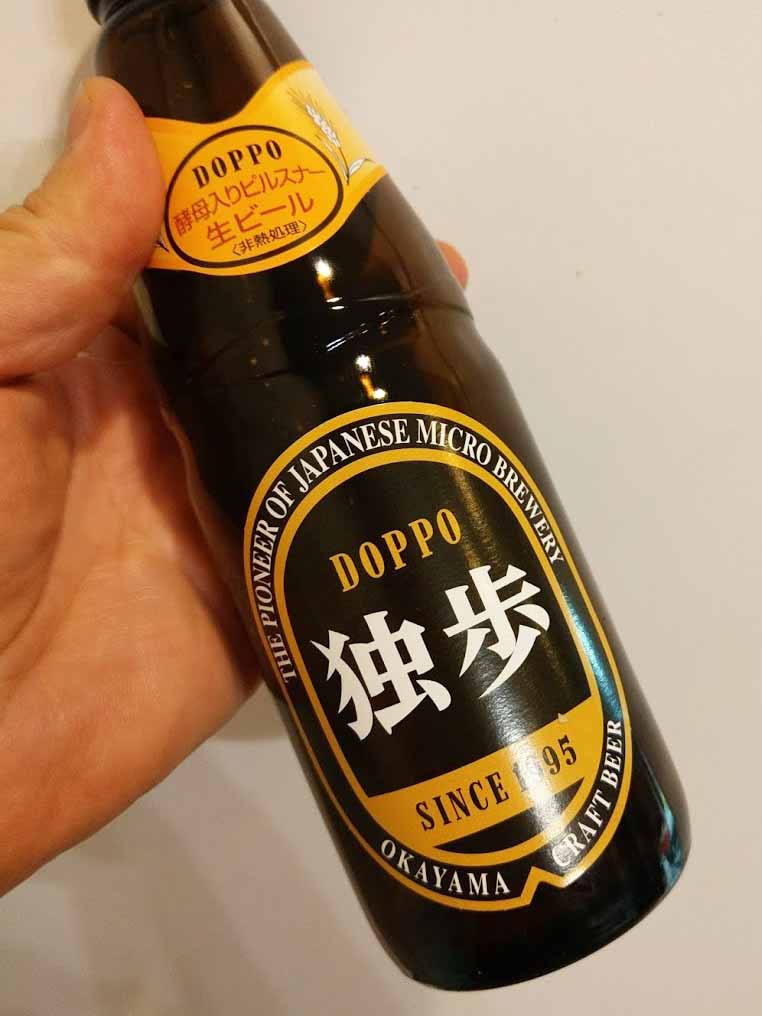 DOPPO
酵母入りピルスナー
生ビール
〈非熱処理〉
THE PIONEER OF JAPANESE MICRO BREWERY
DOPPO
独歩
SINCE 1995
OKAYAMA CRAFT BEER